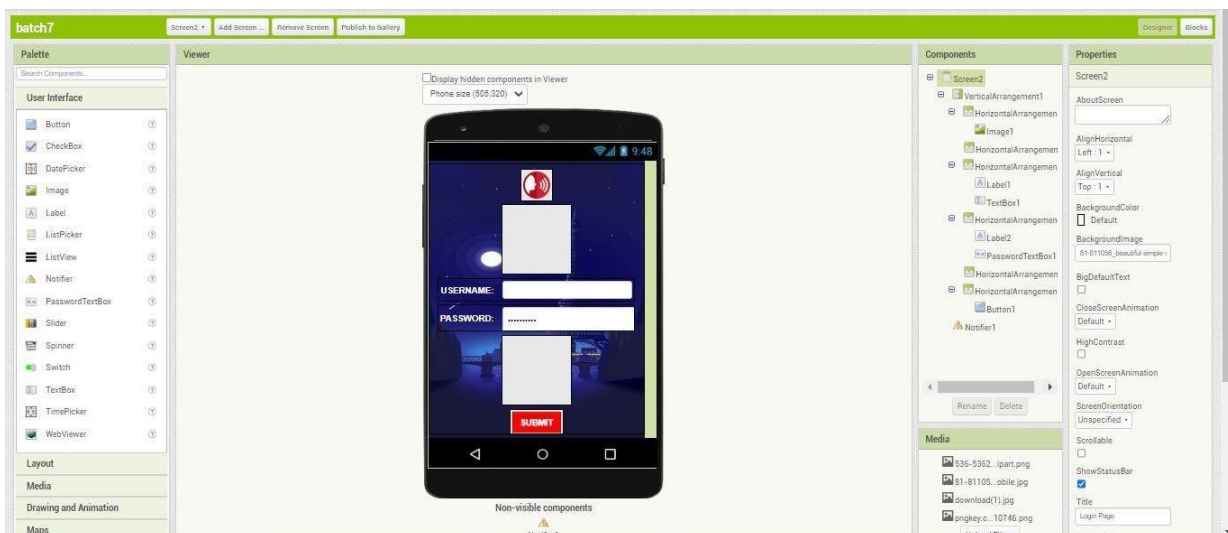 batch7
Screen2
Add Screen ...
Remove Screen
Publish to Gallery
Designer
Blocks
Palette
Search Components...
User Interface
Button
CheckBox
DatePicker
Image
Label
ListPicker
ListView
Notifier
PasswordTextBox
Slider
Spinner
Switch
TextBox
TimePicker
WebViewer
Layout
Media
Drawing and Animation
Maps
Viewer
Display hidden components in Viewer
Phone size (505,320)
9:48
USERNAME:
PASSWORD:
SUBMIT
Non-visible components
Components
Screen2
VerticalArrangement1
HorizontalArrangemen
Image1
HorizontalArrangemen
HorizontalArrangemen
Label1
TextBox1
HorizontalArrangemen
Label2
PasswordTextBox1
HorizontalArrangemen
HorizontalArrangemen
Button1
Notifier1
Rename
Delete
Media
536-5362...ipart.png
81-81105...obile.jpg
download(1).jpg
pngkey.c...10746.png
Properties
Screen2
AboutScreen
AlignHorizontal
Left : 1
AlignVertical
Top : 1
BackgroundColor
Default
BackgroundImage
BigDefaultText
CloseScreenAnimation
Default
HighContrast
OpenScreenAnimation
Default
ScreenOrientation
Unspecified
Scrollable
ShowStatusBar
Title
Login Page